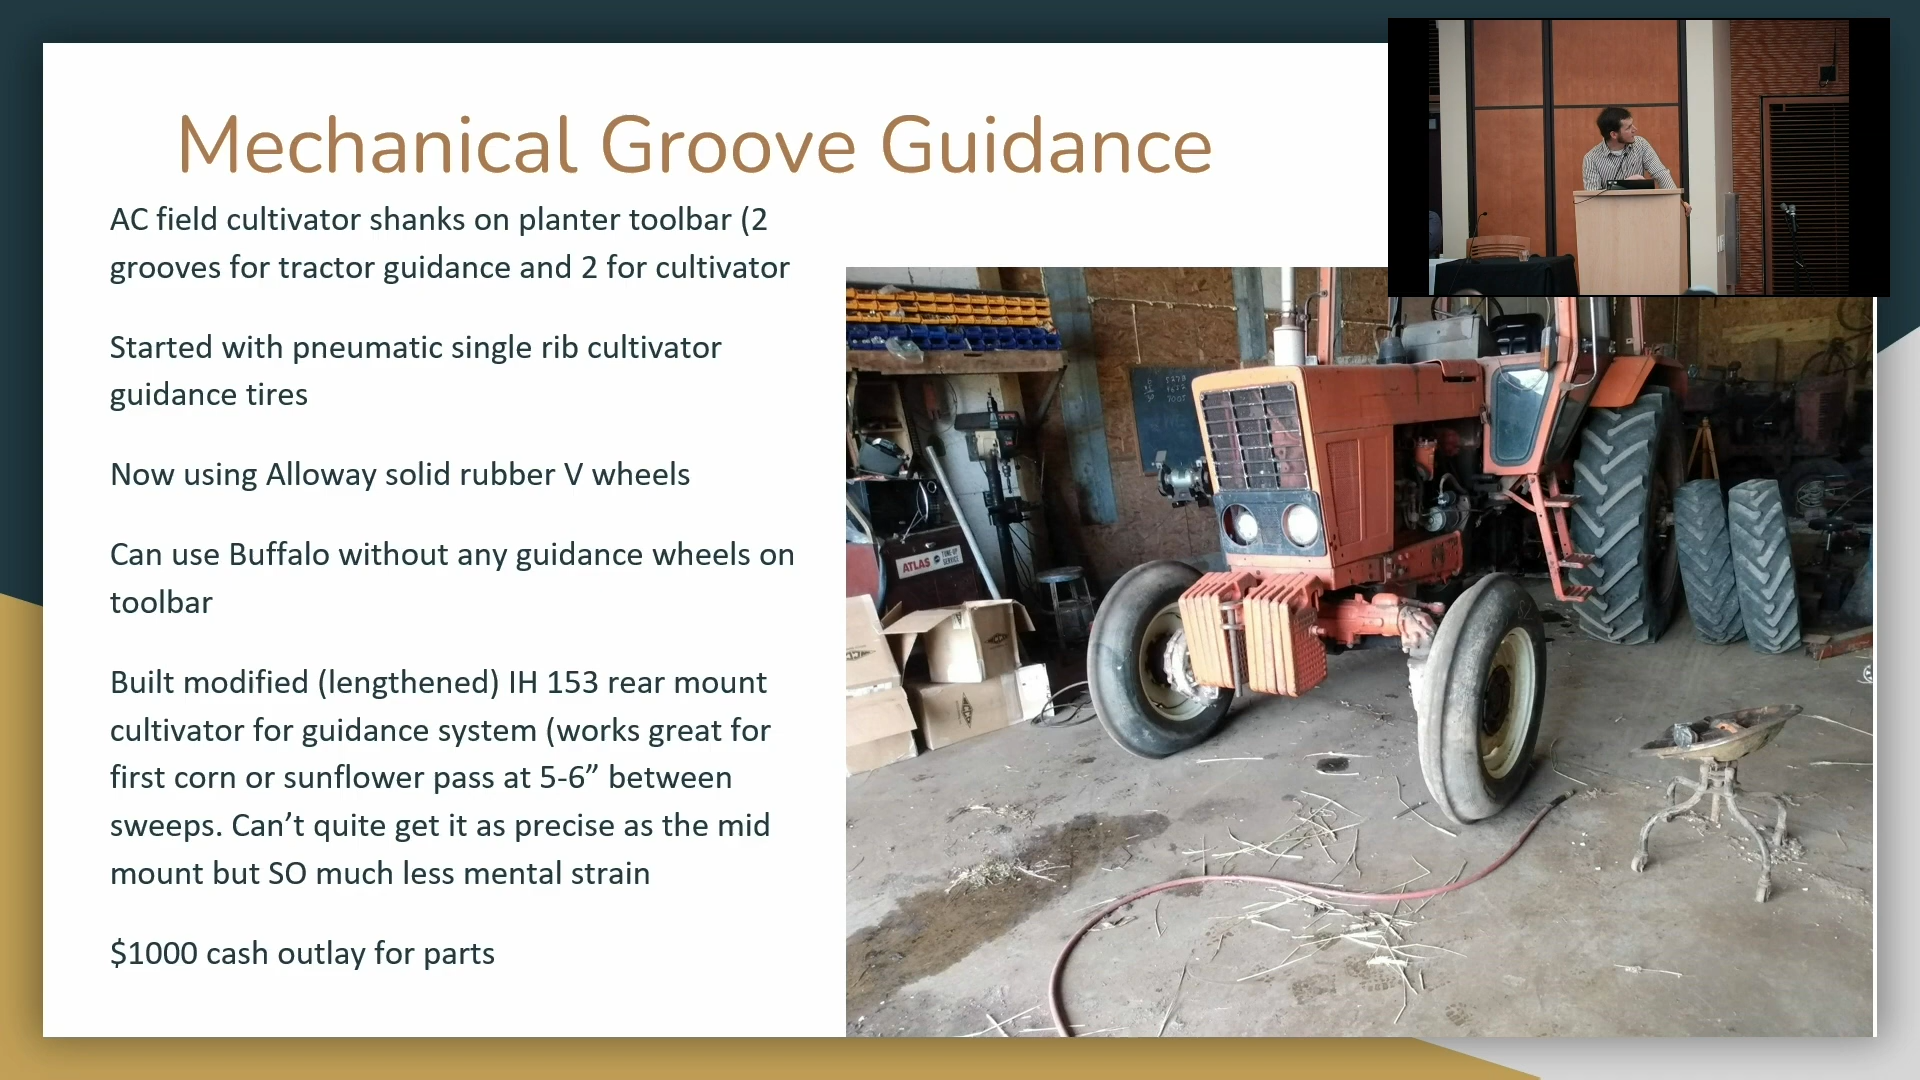 Mechanical Groove Guidance
AC field cultivator shanks on planter toolbar (2
grooves for tractor guidance and 2 for cultivator
Started with pneumatic single rib cultivator
guidance tires
Now using Alloway solid rubber V wheels
Can use Buffalo without any guidance wheels on
toolbar
Built modified (lengthened) IH 153 rear mount
cultivator for guidance system (works great for
first corn or sunflower pass at 5-6” between
sweeps. Can’t quite get it as precise as the mid
mount but SO much less mental strain
$1000 cash outlay for parts
ATLAS TUNE-UP
SERVICE